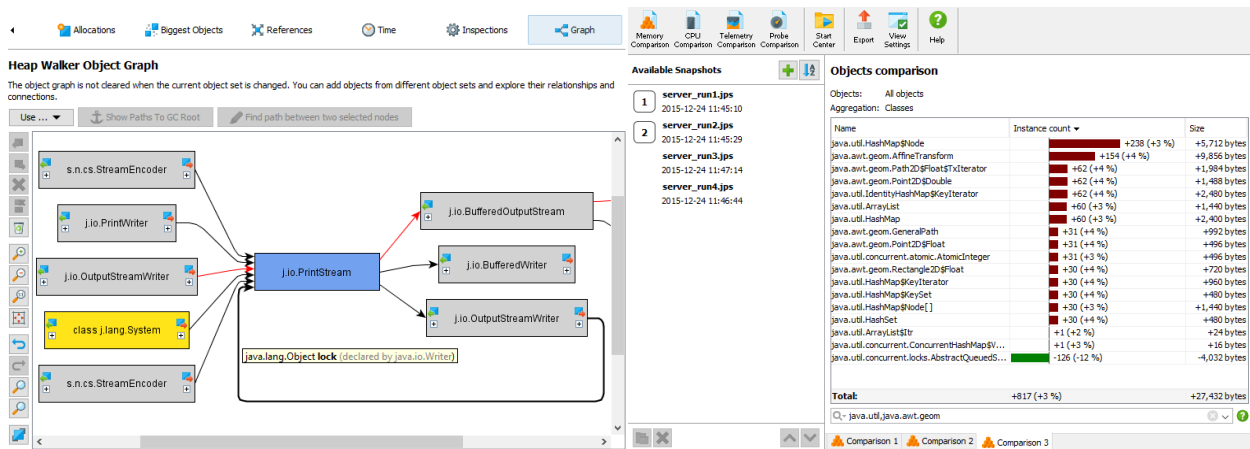 Allocations
Biggest Objects
References
Time
Inspections
Graph
Heap Walker Object Graph
The object graph is not cleared when the current object set is changed. You can add objects from different object sets and explore their relationships and
connections.
Use ...
Show Paths To GC Root
Find path between two selected nodes
s.n.cs.StreamEncoder
j.io.PrintWriter
j.io.OutputStreamWriter
class j.lang.System
s.n.cs.StreamEncoder
j.io.PrintStream
j.io.BufferedOutputStream
j.io.BufferedWriter
j.io.OutputStreamWriter
java.lang.Object lock (declared by java.io.Writer)
Memory Comparison
CPU Comparison
Telemetry Comparison
Probe Comparison
Start Center
Export
View Settings
Help
Available Snapshots
1 server_run1.jps
2015-12-24 11:45:10
2 server_run2.jps
2015-12-24 11:45:29
server_run3.jps
2015-12-24 11:47:14
server_run4.jps
2015-12-24 11:46:44
Objects comparison
Objects: All objects
Aggregation: Classes
Name Instance count Size
java.util.HashMap$Node +238 (+3 %) +5,712 bytes
java.awt.geom.AffineTransform +154 (+4 %) +9,856 bytes
java.awt.geom.Path2D$Float$TxIterator +62 (+4 %) +1,984 bytes
java.awt.geom.Point2D$Double +62 (+4 %) +1,488 bytes
java.util.IdentityHashMap$KeyIterator +62 (+4 %) +2,480 bytes
java.util.ArrayList +60 (+3 %) +1,440 bytes
java.util.HashMap +60 (+3 %) +2,400 bytes
java.awt.geom.GeneralPath +31 (+4 %) +992 bytes
java.awt.geom.Point2D$Float +31 (+4 %) +496 bytes
java.util.concurrent.atomic.AtomicInteger +31 (+3 %) +496 bytes
java.awt.geom.Rectangle2D$Float +30 (+4 %) +720 bytes
java.util.HashMap$KeyIterator +30 (+4 %) +960 bytes
java.util.HashMap$KeySet +30 (+4 %) +480 bytes
java.util.HashMap$Node[] +30 (+3 %) +1,440 bytes
java.util.HashSet +30 (+4 %) +480 bytes
java.util.ArrayList$Itr +1 (+2 %) +24 bytes
java.util.concurrent.ConcurrentHashMap$V... +1 (+3 %) +16 bytes
java.util.concurrent.locks.AbstractQueuedS... -126 (-12 %) -4,032 bytes
Total: +817 (+3 %) +27,432 bytes
java.util,java.awt.geom
Comparison 1
Comparison 2
Comparison 3